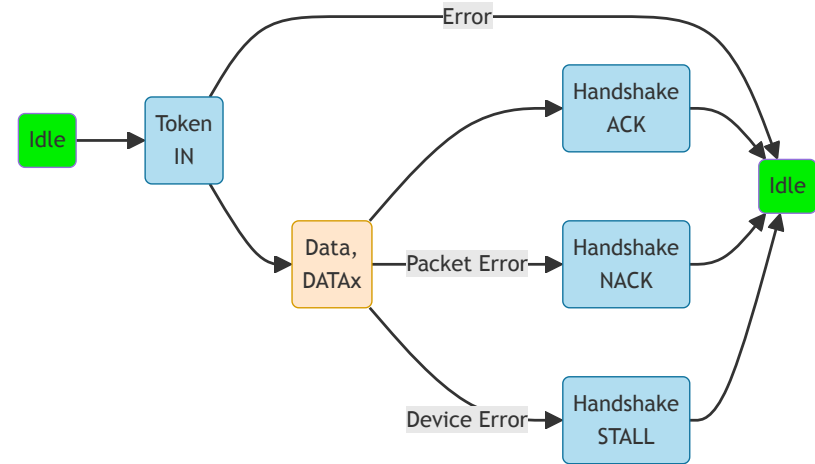 Error
Idle
Token
IN
Data,
DATAx
Packet Error
Device Error
Handshake
ACK
Handshake
NACK
Handshake
STALL
Idle